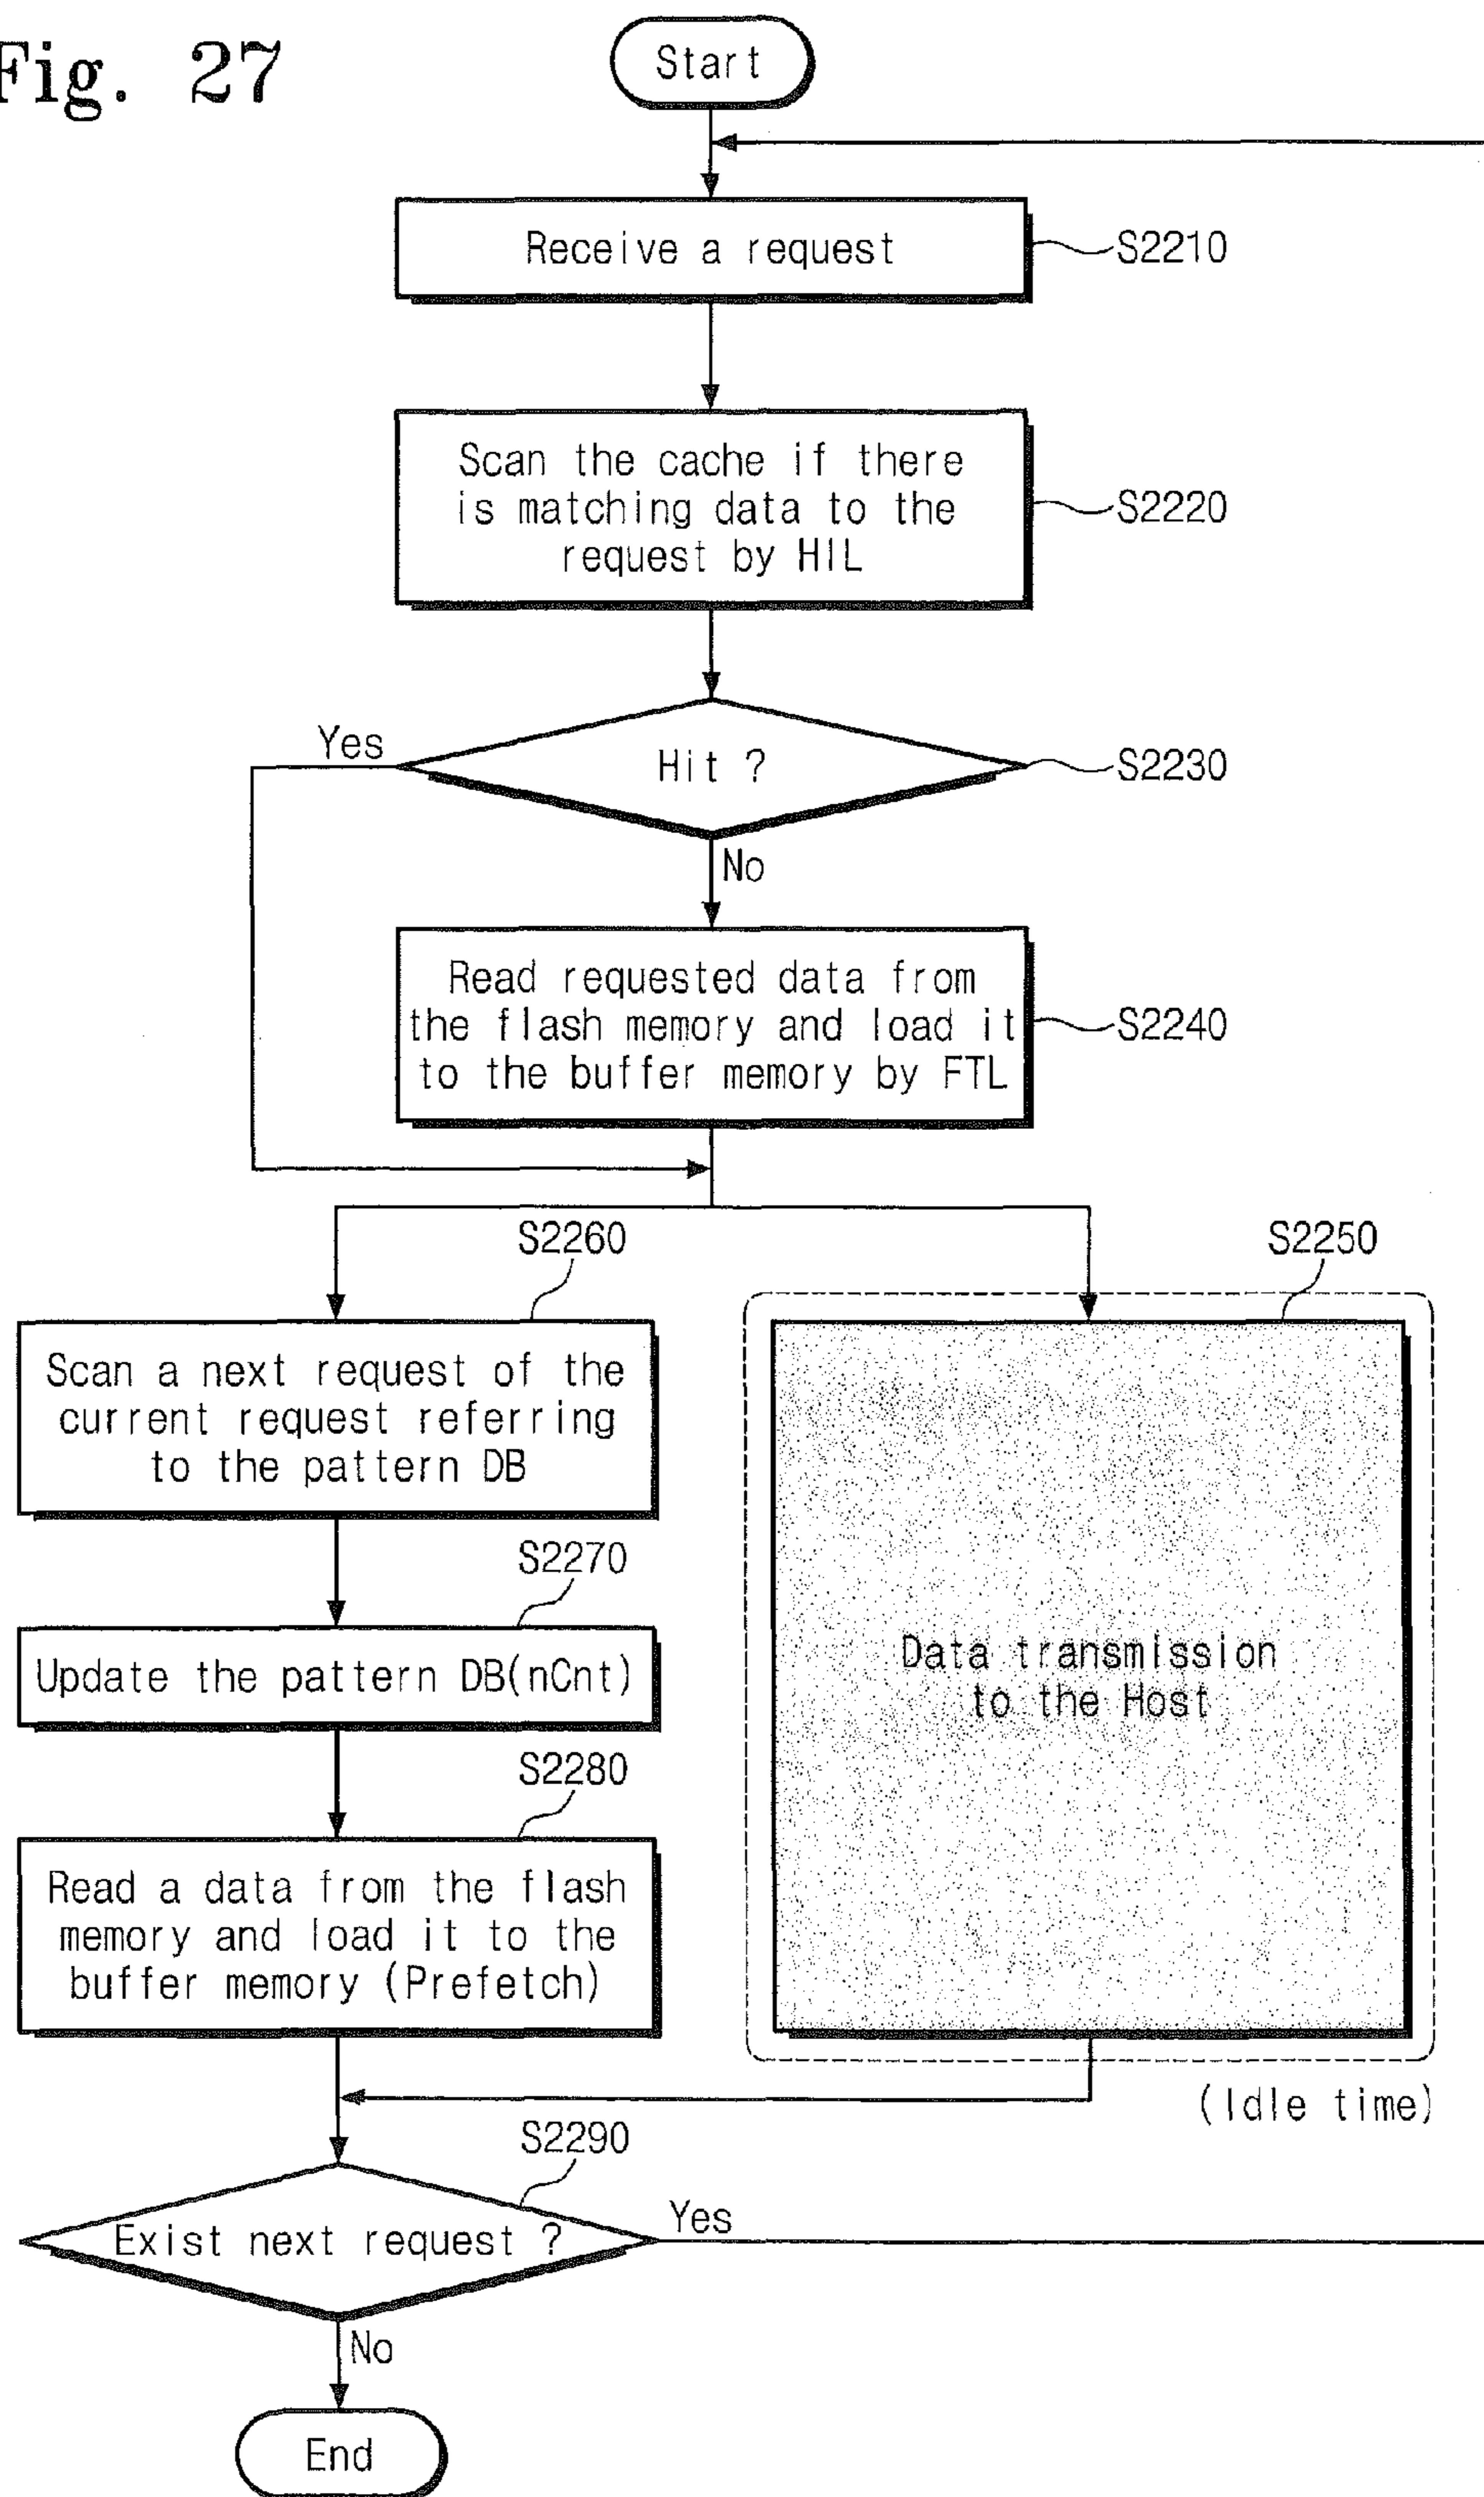 Fig. 27
Start
Receive a request
S2210
Scan the cache if there
is matching data to the
request by HIL
S2220
Hit ?
S2230
Yes
No
Read requested data from
the flash memory and load it
to the buffer memory by FTL
S2240
S2260
Scan a next request of the
current request referring
to the pattern DB
S2250
Data transmission
to the Host
(Idle time)
S2270
Update the pattern DB(nCnt)
S2280
Read a data from the flash
memory and load it to the
buffer memory (Prefetch)
S2290
Exist next request ?
Yes
No
End